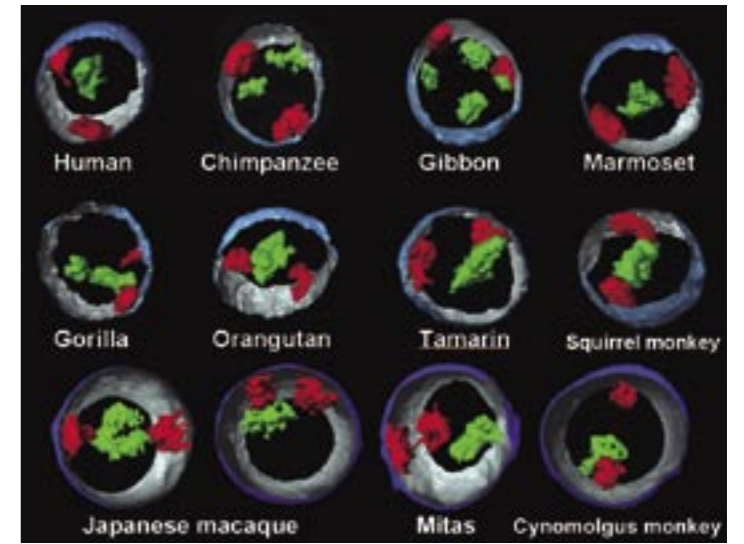 Human Chimpanzee Gibbon Marmoset
Gorilla Orangutan Tamarin Squirrel monkey
Japanese macaque Mitas Cynomolgus monkey